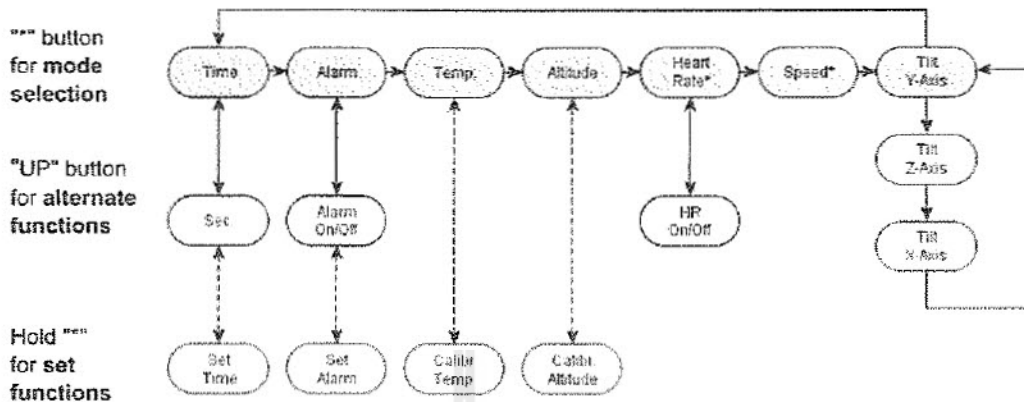 "*" button
for mode
selection
Time
Alarm
Temp.
Altitude
Heart
Rate*
Speed*
Tilt
Y-Axis
"UP" button
for alternate
functions
Sec
Alarm
On/Off
HR
On/Off
Tilt
Z-Axis
Tilt
X-Axis
Hold "*"
for set
functions
Set
Time
Set
Alarm
Calibr.
Temp
Calibr.
Altitude